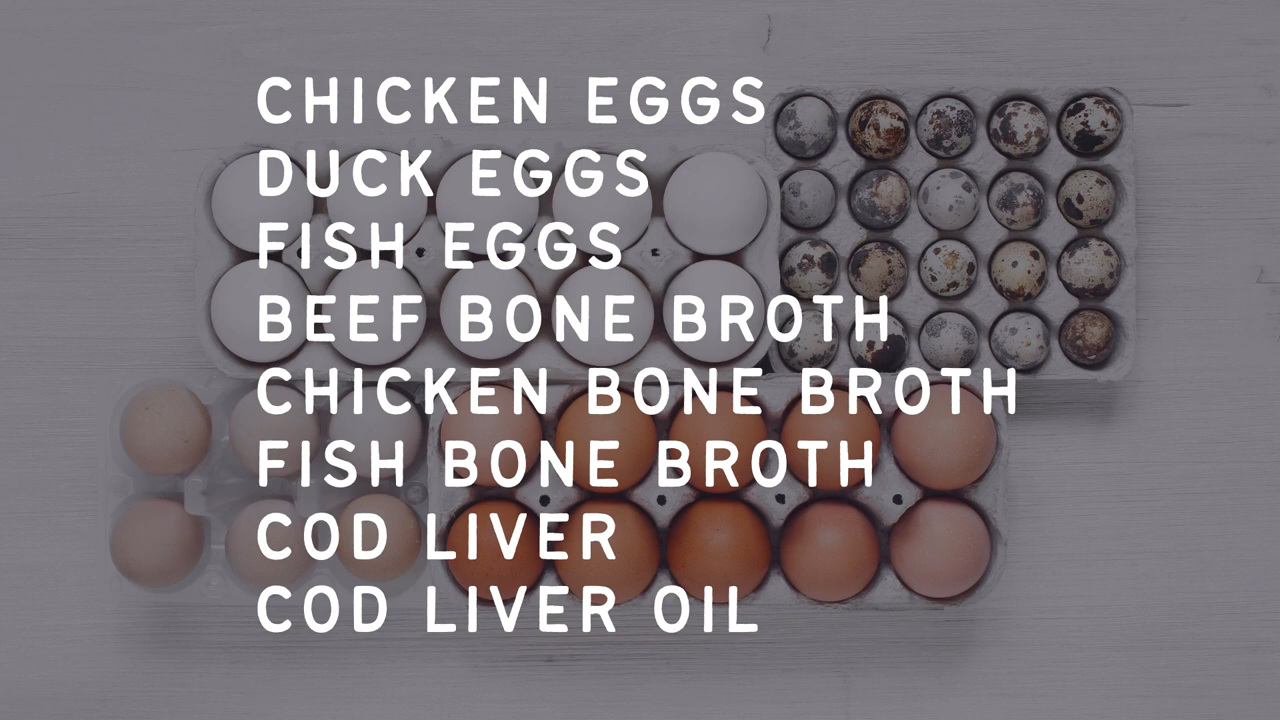 CHICKEN EGGS
DUCK EGGS
FISH EGGS
BEEF BONE BROTH
CHICKEN BONE BROTH
FISH BONE BROTH
COD LIVER
COD LIVER OIL